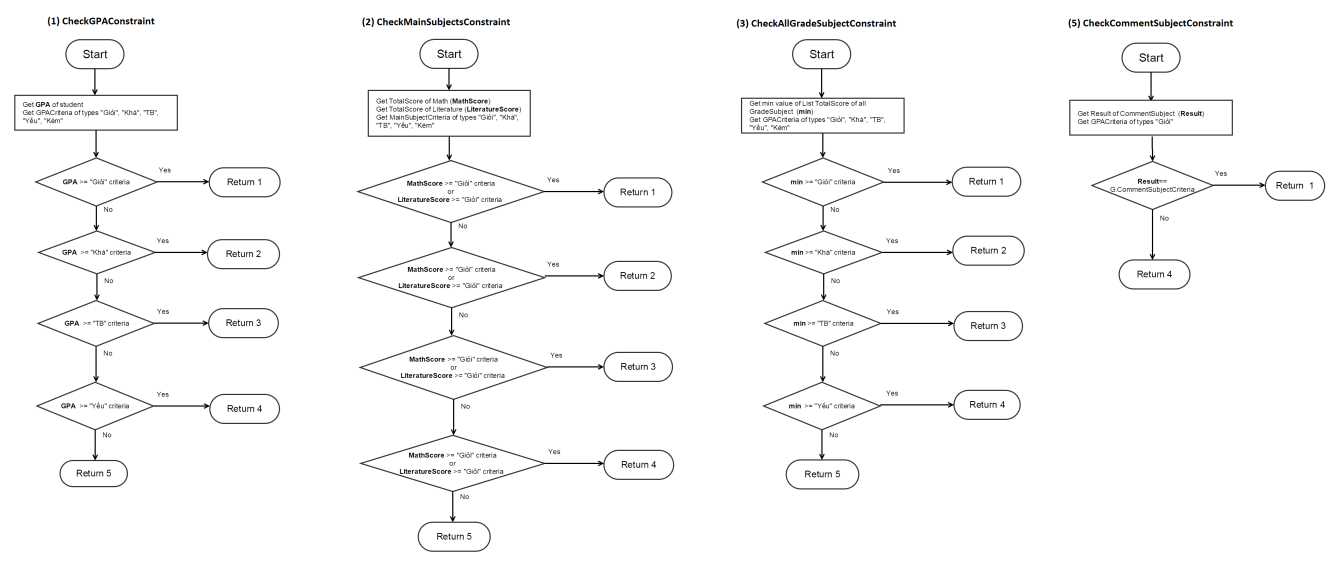 (1) CheckGPAConstraint
Start
Get GPA of student
Get GPACriteria of types "Giỏi", "Khá", "TB",
"Yếu", "Kém"
GPA >= "Giỏi" criteria
Yes
Return 1
No
GPA >= "Khá" criteria
Yes
Return 2
No
GPA >= "TB" criteria
Yes
Return 3
No
GPA >= "Yếu" criteria
Yes
Return 4
No
Return 5
(2) CheckMainSubjectsConstraint
Start
Get TotalScore of Math (MathScore)
Get TotalScore of Literature (LiteratureScore)
Get MainSubjectCriteria of types "Giỏi", "Khá",
"TB", "Yếu", "Kém"
MathScore >= "Giỏi" criteria
or
LiteratureScore >= "Giỏi" criteria
Yes
Return 1
No
MathScore >= "Giỏi" criteria
or
LiteratureScore >= "Giỏi" criteria
Yes
Return 2
No
MathScore >= "Giỏi" criteria
or
LiteratureScore >= "Giỏi" criteria
Yes
Return 3
No
MathScore >= "Giỏi" criteria
or
LiteratureScore >= "Giỏi" criteria
Yes
Return 4
No
Return 5
(3) CheckAllGradeSubjectConstraint
Start
Get min value of List TotalScore of all
GradeSubject (min)
Get GPACriteria of types "Giỏi", "Khá", "TB",
"Yếu", "Kém"
min >= "Giỏi" criteria
Yes
Return 1
No
min >= "Khá" criteria
Yes
Return 2
No
min >= "TB" criteria
Yes
Return 3
No
min >= "Yếu" criteria
Yes
Return 4
No
Return 5
(5) CheckCommentSubjectConstraint
Start
Get Result of CommentSubject (Result)
Get GPACriteria of types "Giỏi"
Result==
G.CommentSubjectCriteria
Yes
Return 1
No
Return 4